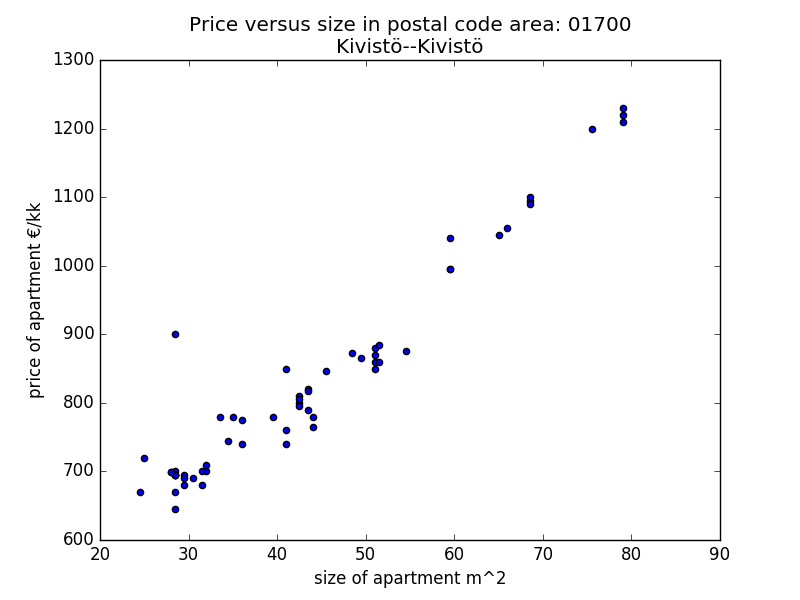 Price versus size in postal code area: 01700
Kivistö--Kivistö
1300
1200
1100
1000
900
800
700
600
price of apartment €/kk
20 30 40 50 60 70 80 90
size of apartment m^2